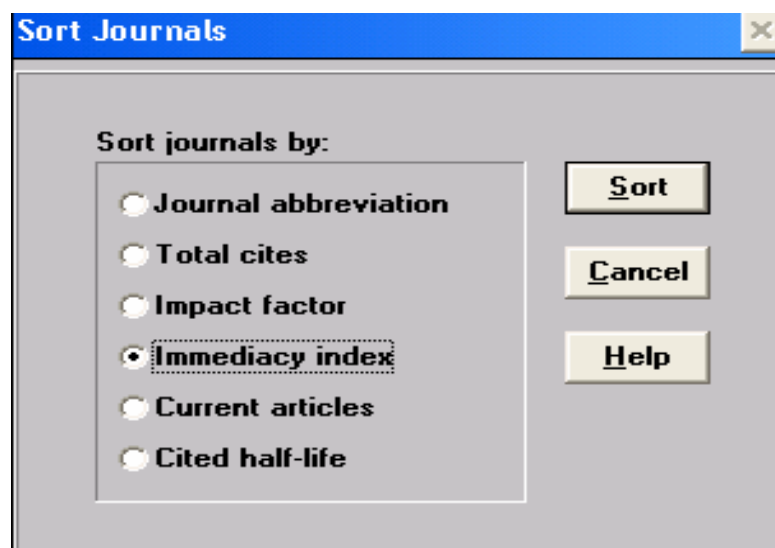 Sort Journals
Sort journals by:
Journal abbreviation
Total cites
Impact factor
Immediacy index
Current articles
Cited half-life
Sort
Cancel
Help